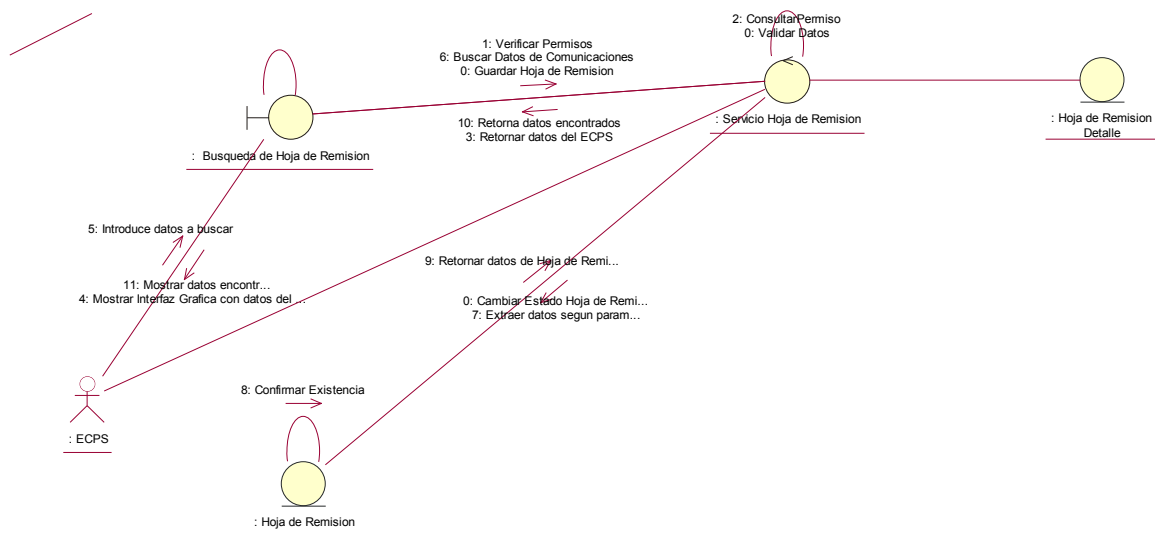 2: ConsultarPermiso
0: Validar Datos
1: Verificar Permisos
6: Buscar Datos de Comunicaciones
0: Guardar Hoja de Remision
10: Retorna datos encontrados
3: Retornar datos del ECPS
: Servicio Hoja de Remision
: Hoja de Remision
Detalle
: Busqueda de Hoja de Remision
5: Introduce datos a buscar
11: Mostrar datos encontr...
4: Mostrar Interfaz Grafica con datos del ...
9: Retornar datos de Hoja de Remi...
0: Cambiar Estado Hoja de Remi...
7: Extraer datos segun param...
8: Confirmar Existencia
: ECPS
: Hoja de Remision